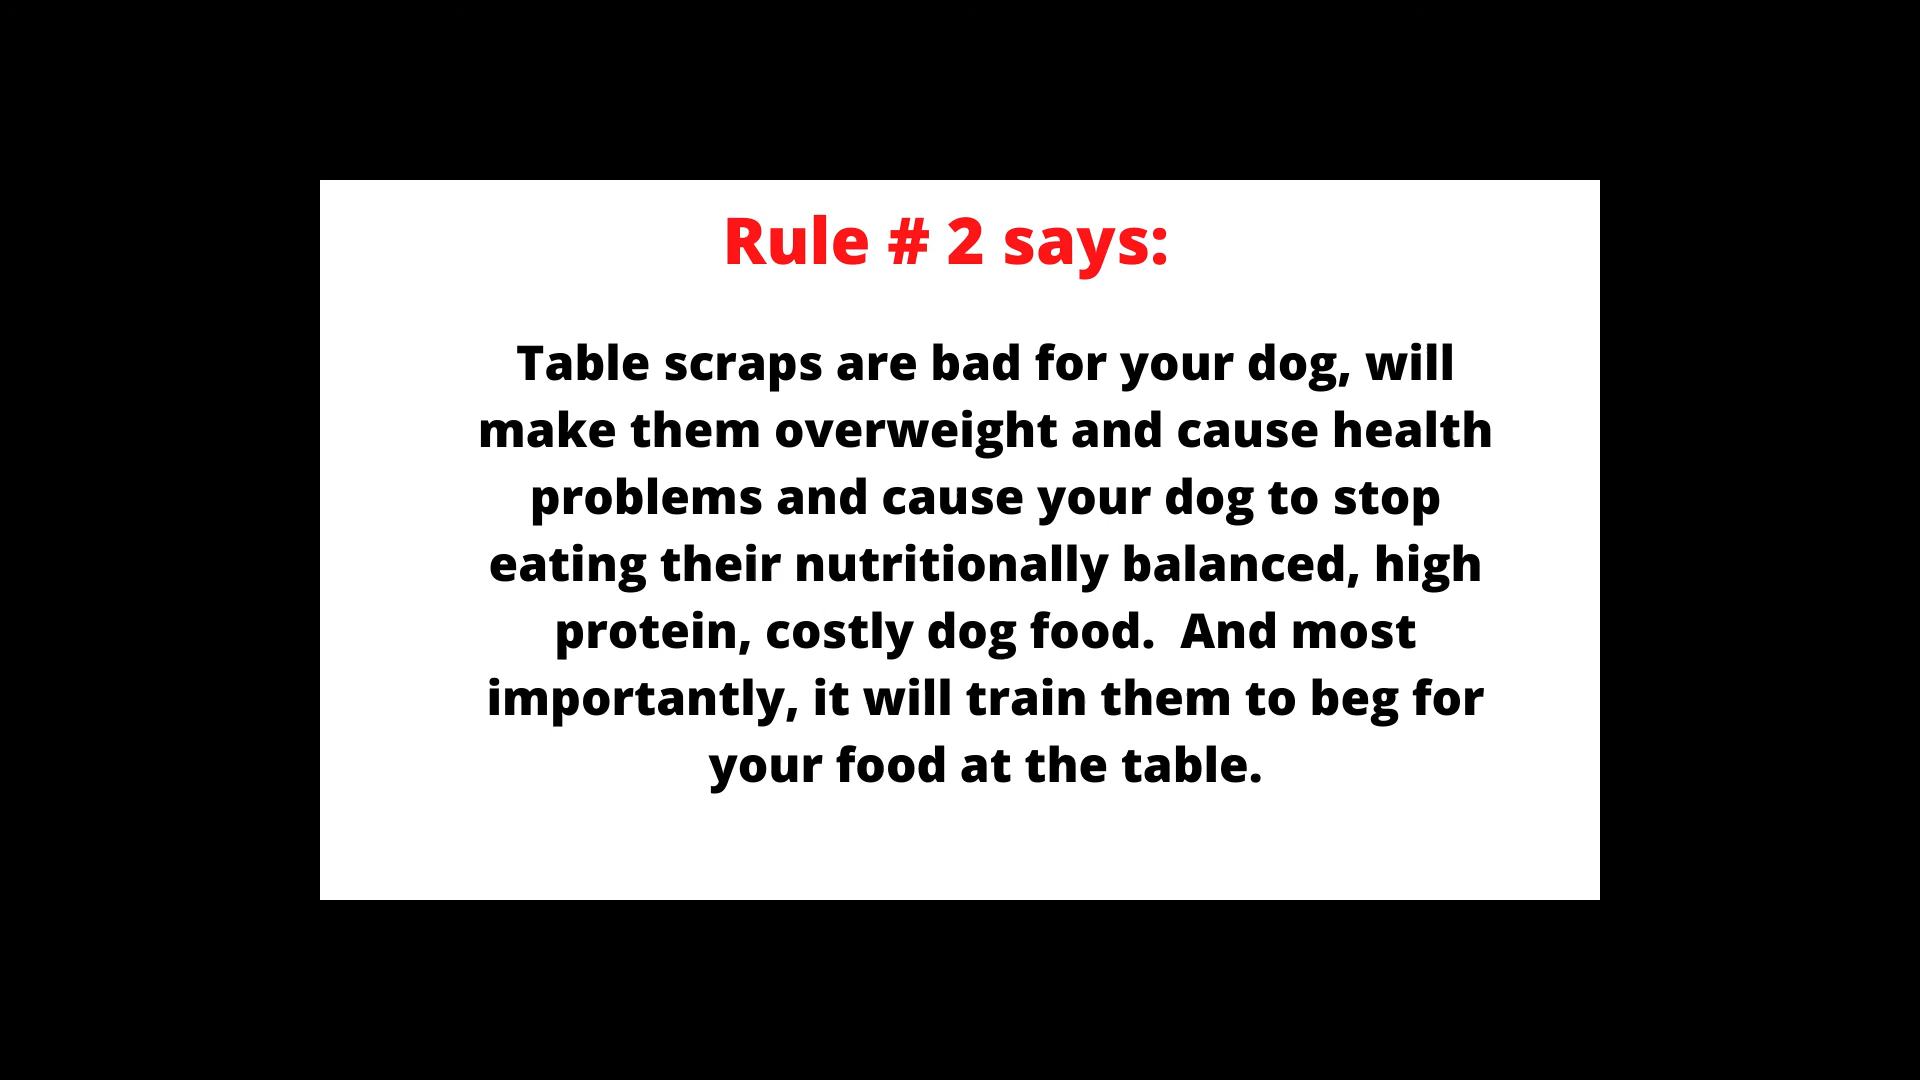 Rule # 2 says:
Table scraps are bad for your dog, will
make them overweight and cause health
problems and cause your dog to stop
eating their nutritionally balanced, high
protein, costly dog food.  And most
importantly, it will train them to beg for
your food at the table.